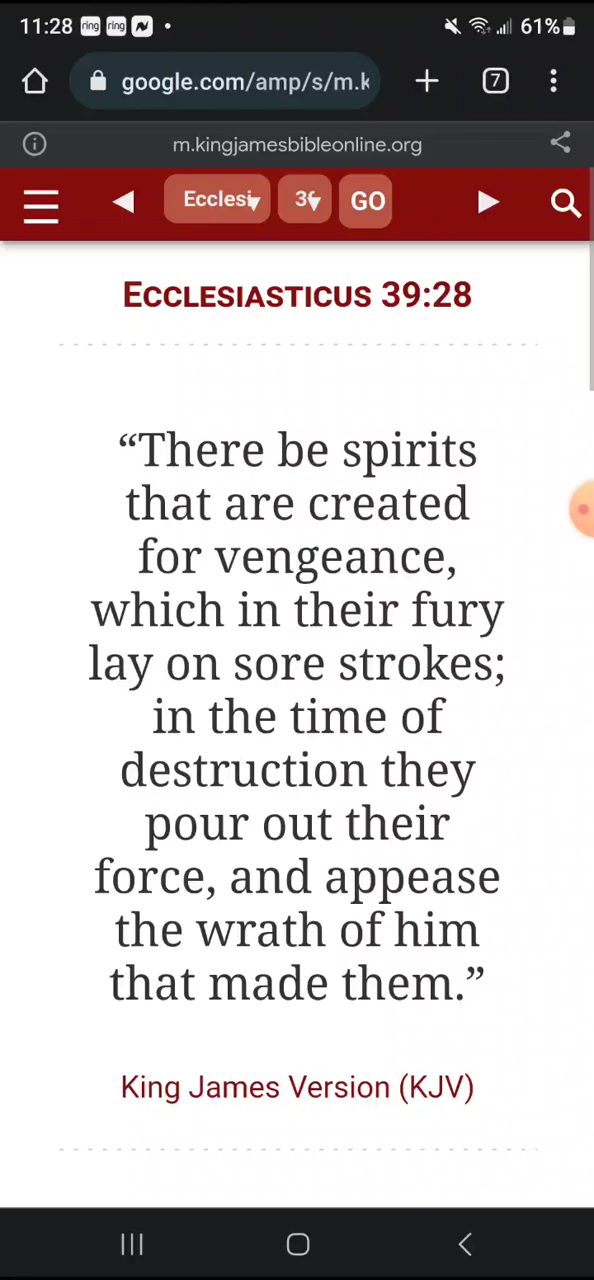 11:28 ring ring 61%
google.com/amp/s/m.k 7
m.kingjamesbibleonline.org
Ecclesi GO
ECCLESIASTICUS 39:28
“There be spirits
that are created
for vengeance,
which in their fury
lay on sore strokes;
in the time of
destruction they
pour out their
force, and appease
the wrath of him
that made them.”
King James Version (KJV)